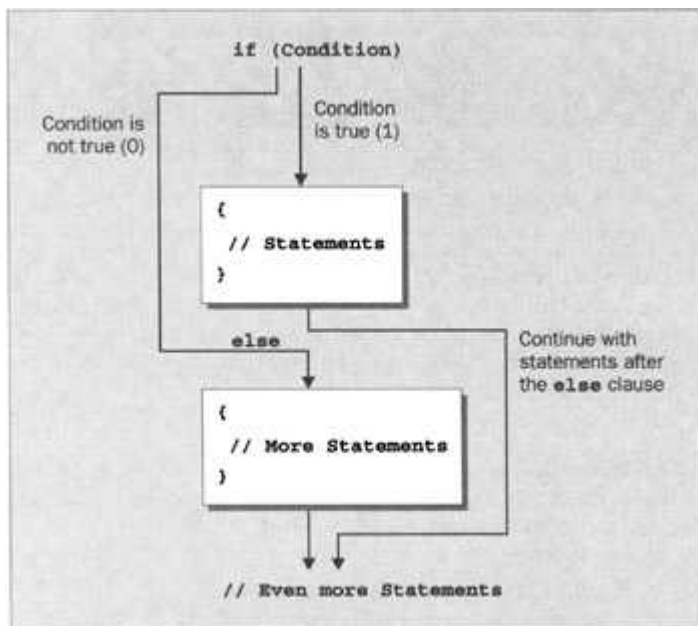 if (Condition)
Condition is
not true (0)
Condition
is true (1)
{
// Statements
}
else
Continue with
statements after
the else clause
{
// More Statements
}
// Even more Statements